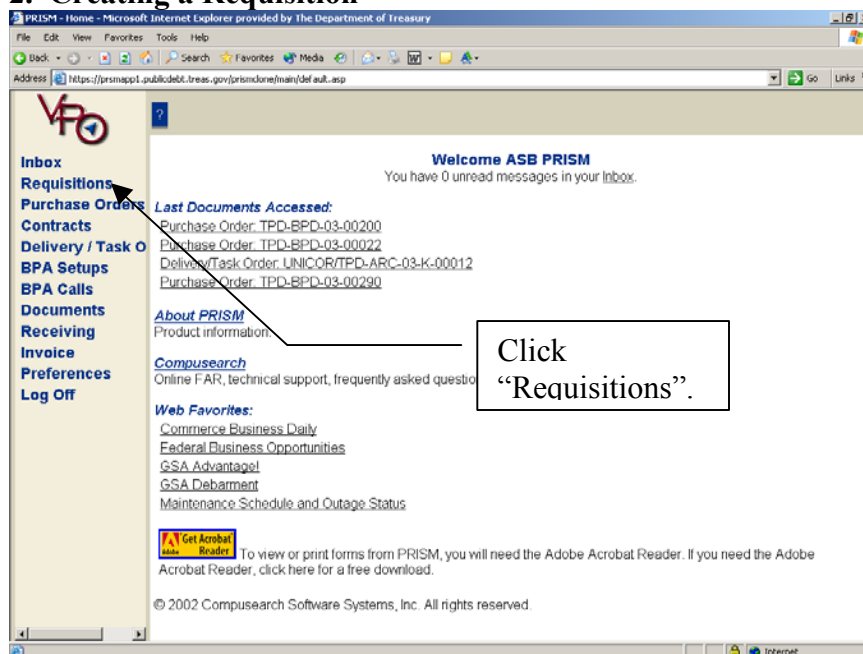 2. Creating a Requisition
PRISM - Home - Microsoft Internet Explorer provided by The Department of Treasury
File Edit View Favorites Tools Help
Back Search Favorites Media
Address https://prsmapp1.publicdebt.treas.gov/prismclone/main/default.asp Go Links
VPO
?
Inbox
Requisitions
Purchase Orders
Contracts
Delivery / Task O
BPA Setups
BPA Calls
Documents
Receiving
Invoice
Preferences
Log Off
Welcome ASB PRISM
You have 0 unread messages in your Inbox.
Last Documents Accessed:
Purchase Order: TPD-BPD-03-00200
Purchase Order: TPD-BPD-03-00022
Delivery/Task Order: UNICOR/TPD-ARC-03-K-00012
Purchase Order: TPD-BPD-03-00290
About PRISM
Product information.
Compusearch
Online FAR, technical support, frequently asked questio
Click
“Requisitions”.
Web Favorites:
Commerce Business Daily
Federal Business Opportunities
GSA Advantage!
GSA Debarment
Maintenance Schedule and Outage Status
Get Acrobat
Adobe Reader
To view or print forms from PRISM, you will need the Adobe Acrobat Reader. If you need the Adobe
Acrobat Reader, click here for a free download.
© 2002 Compusearch Software Systems, Inc. All rights reserved.
Internet